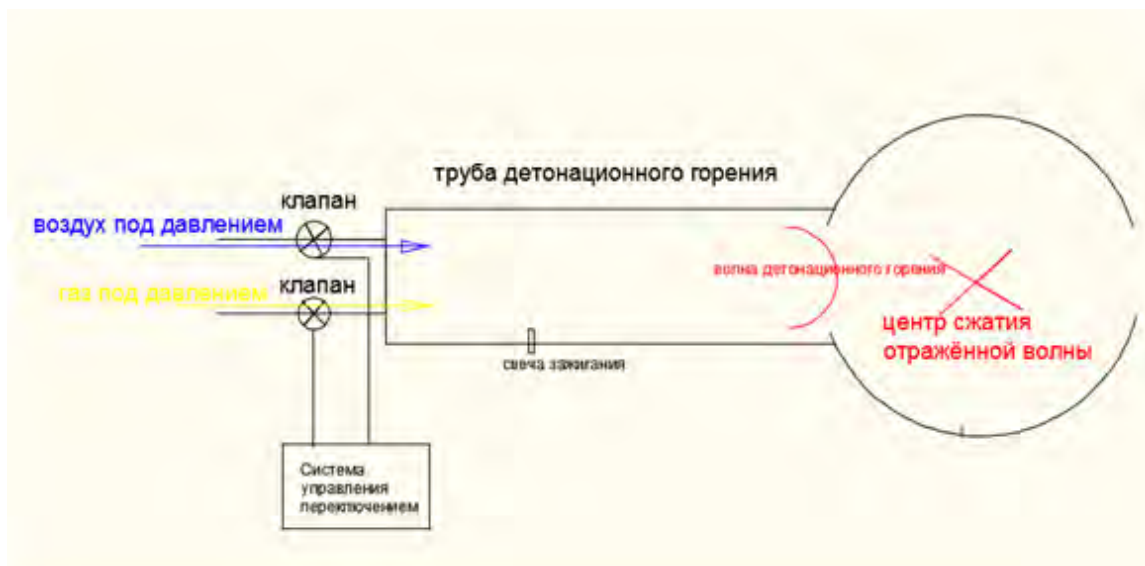 труба детонационного горения
клапан
воздух под давлением
газ под давлением
клапан
волна детонационного горения
центр сжатия
отражённой волны
свеча зажигания
Система
управления
переключением